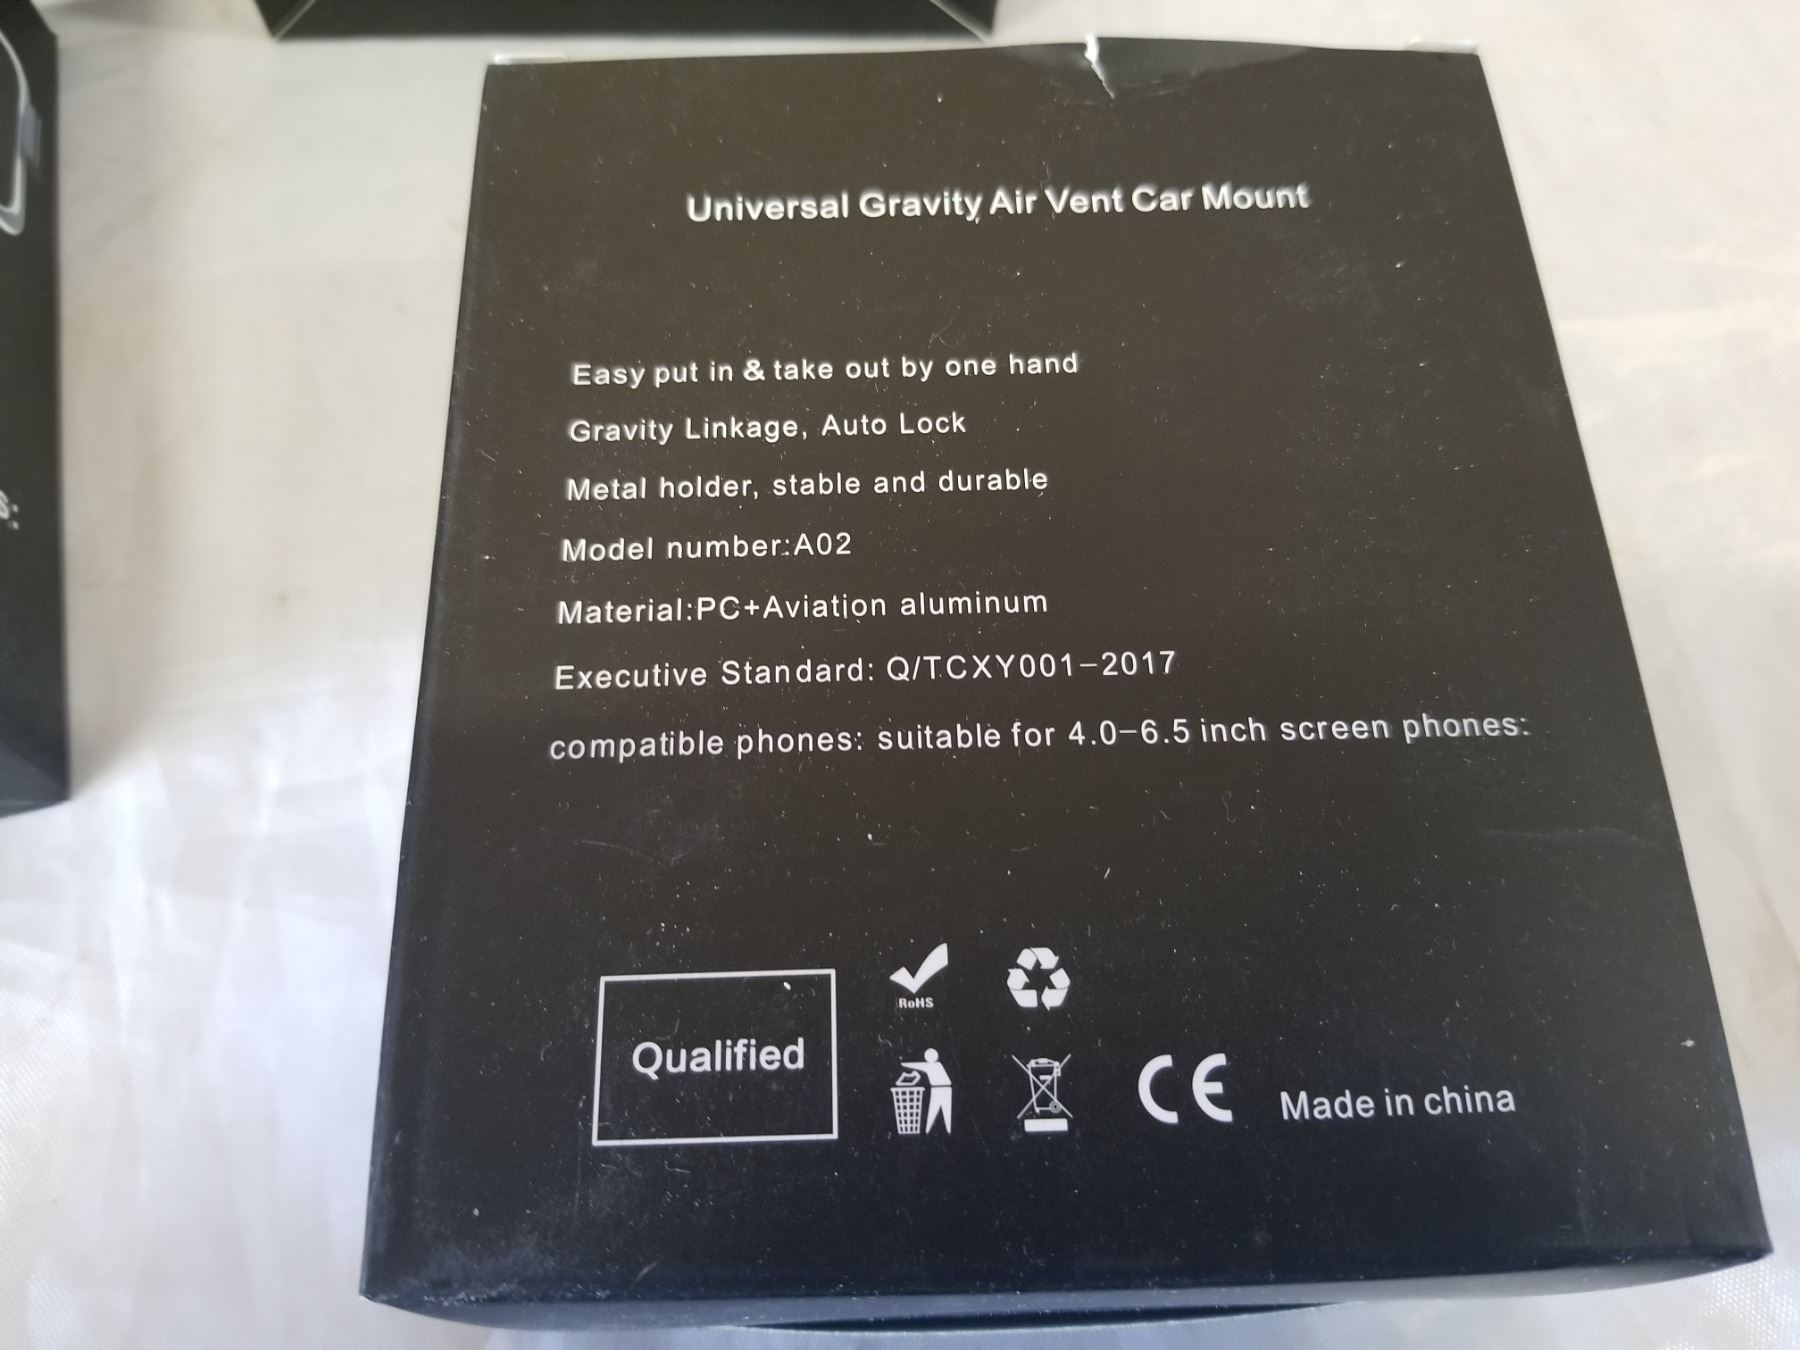 Universal Gravity Air Vent Car Mount
Easy put in & take out by one hand
Gravity Linkage, Auto Lock
Metal holder, stable and durable
Model number:A02
Material:PC+Aviation aluminum
Executive Standard: Q/TCXY001-2017
compatible phones: suitable for 4.0-6.5 inch screen phones:
s:
RoHS
Qualified
CE
Made in china